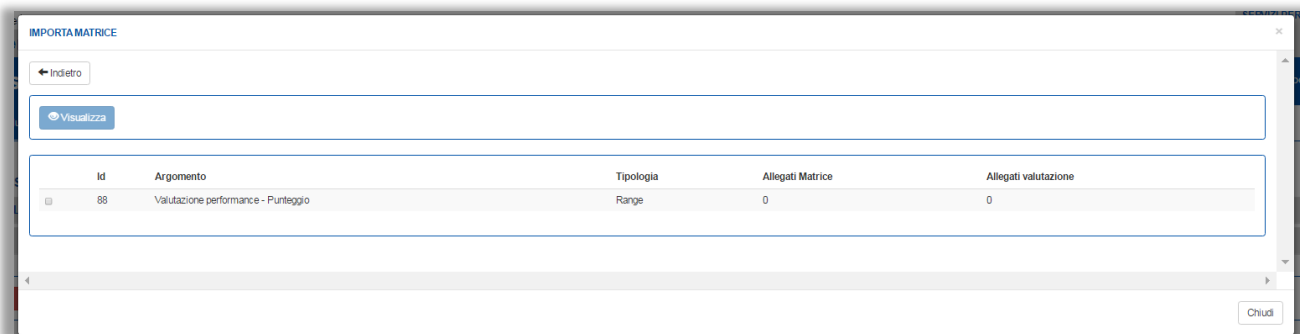 IMPORTA MATRICE
×
Indietro
Visualizza
Id Argomento Tipologia Allegati Matrice Allegati valutazione
88 Valutazione performance - Punteggio Range 0 0
Chiudi